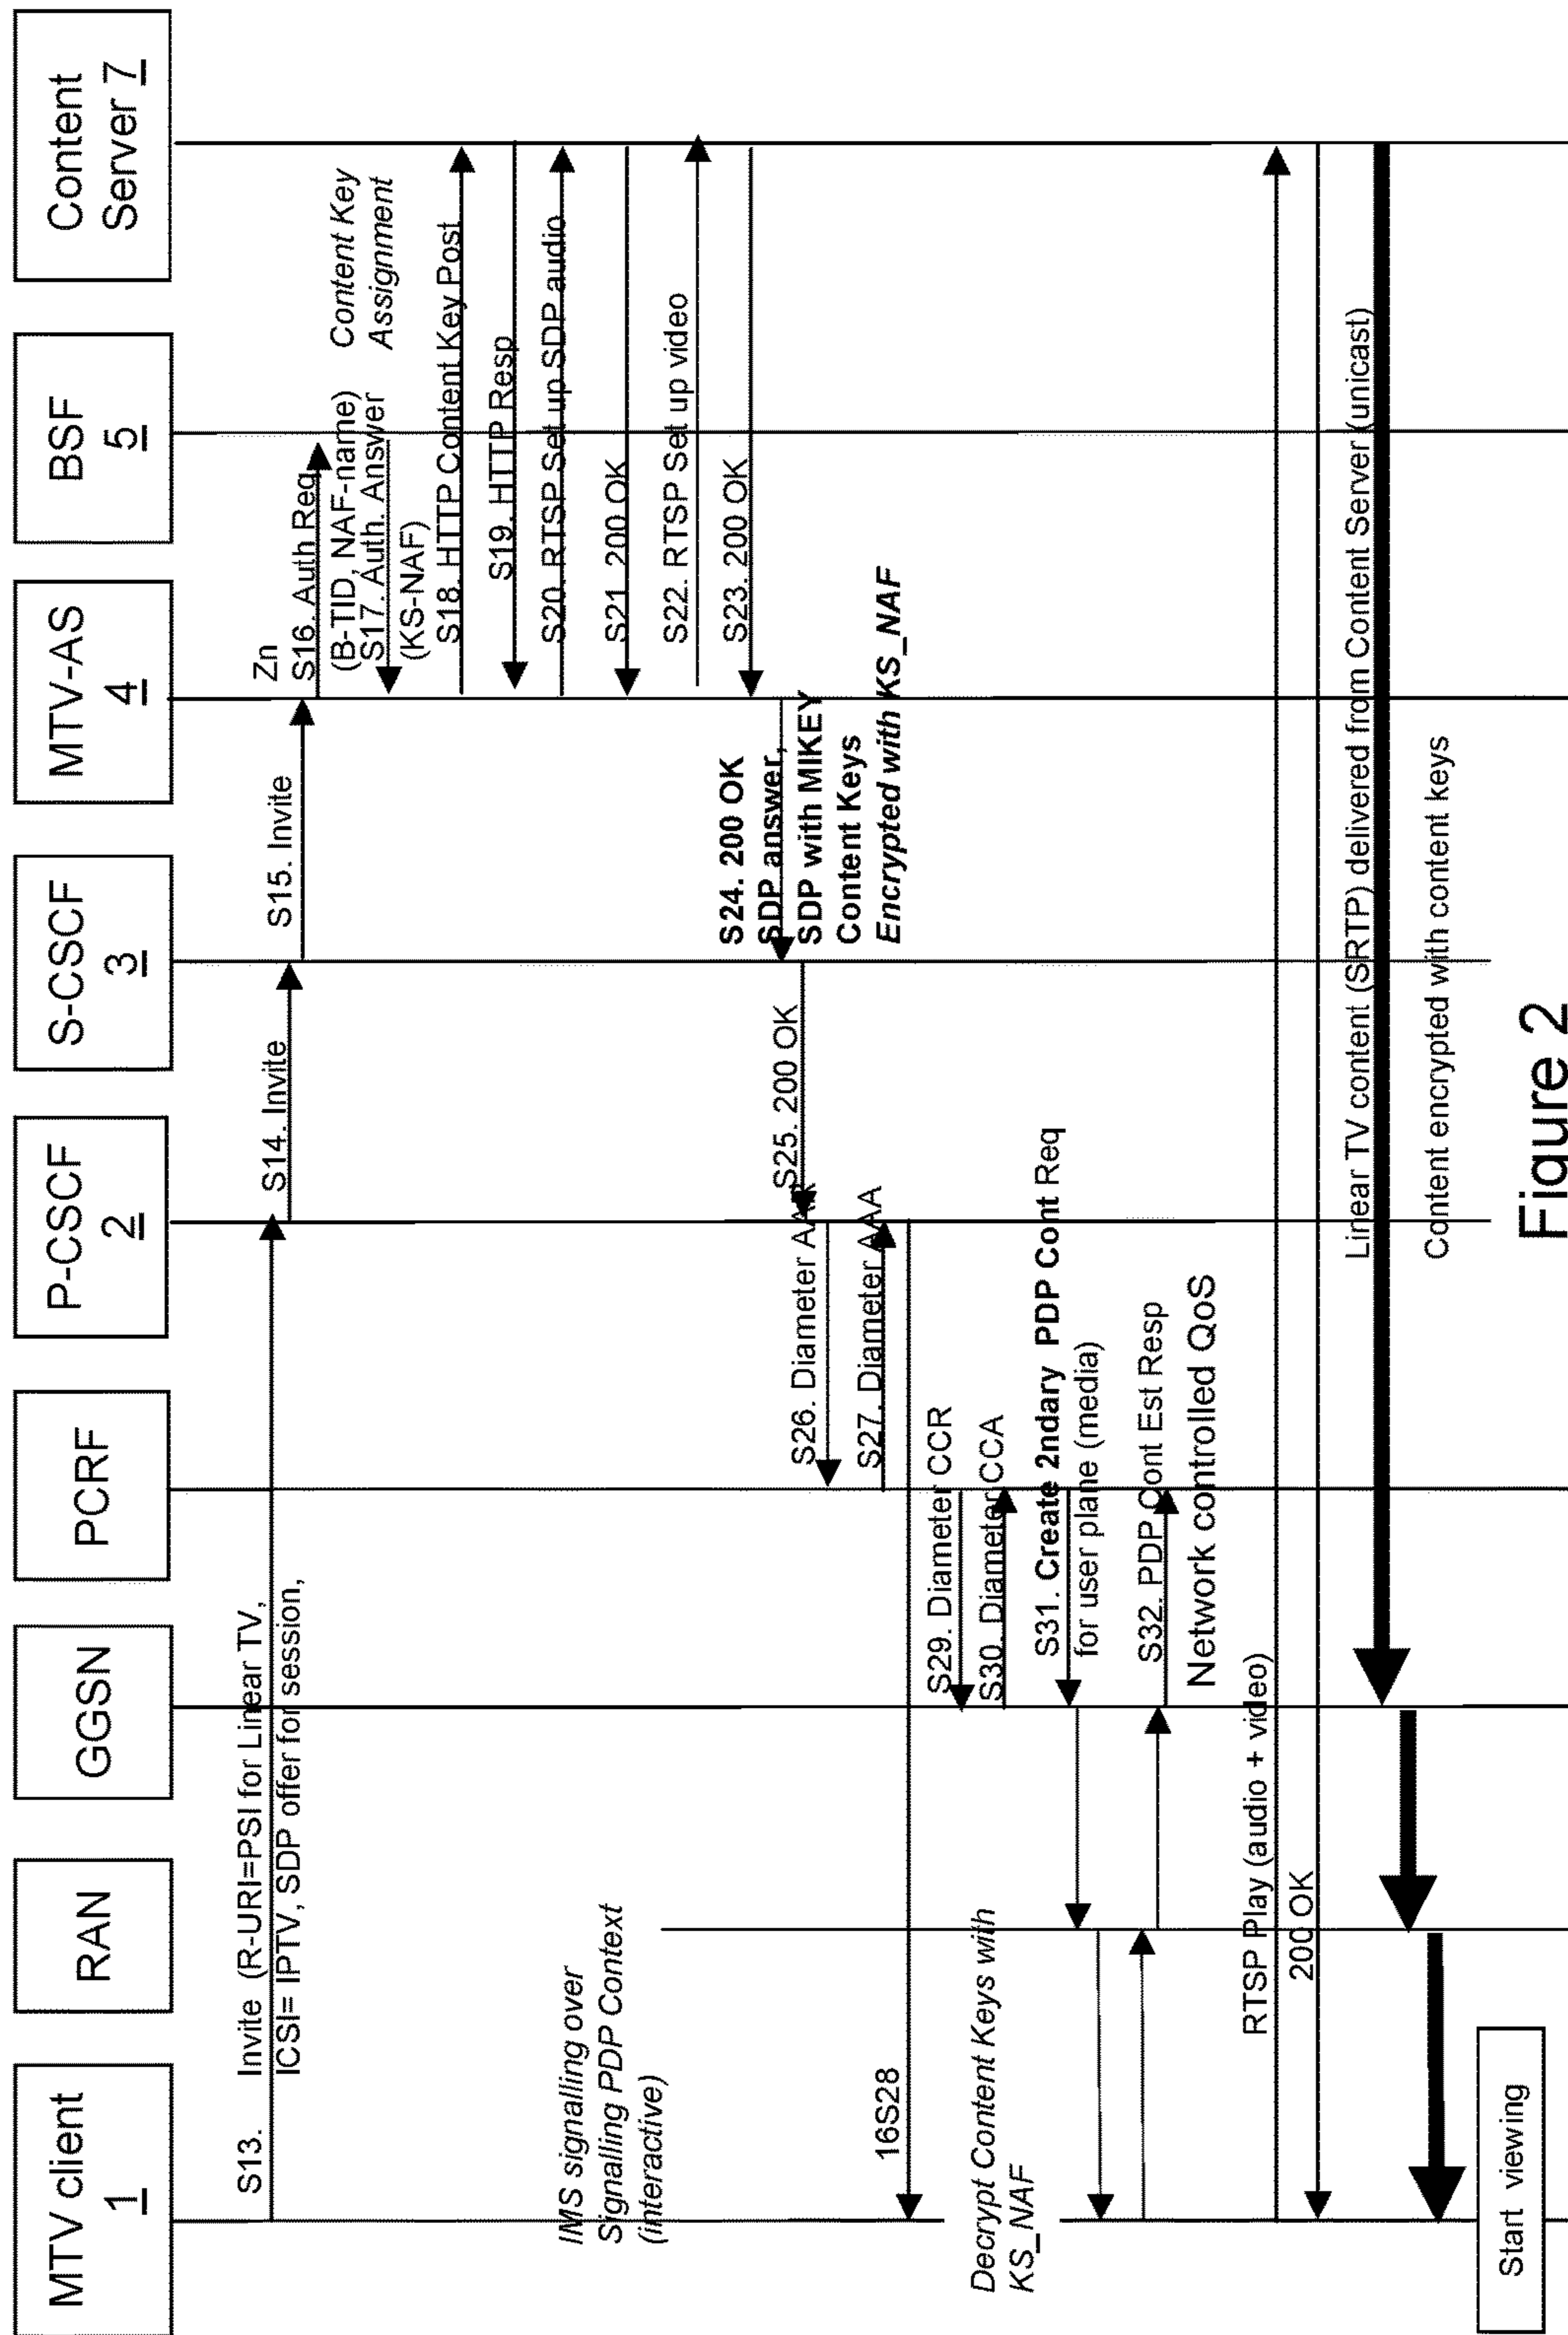 MTV client
1
RAN
GGSN
PCRF
P-CSCF
2
S-CSCF
3
MTV-AS
4
BSF
5
Content
Server 7
S13. Invite (R-URI=PSI for Linear TV,
ICSI= IPTV, SDP offer for session,
S14. Invite
S15. Invite
Zn
S16. Auth Req
(B-TID, NAF-name)
S17. Auth. Answer
(KS-NAF)
Content Key
Assignment
S18. HTTP Content Key Post
S19. HTTP Resp
S20. RTSP Set up SDP audio
S21. 200 OK
S22. RTSP Set up video
S23. 200 OK
IMS signalling over
Signalling PDP Context
(interactive)
S24. 200 OK
SDP answer,
SDP with MIKEY
Content Keys
Encrypted with KS_NAF
S25. 200 OK
S26. Diameter AAR
S27. Diameter AAA
16S28
S29. Diameter CCR
S30. Diameter CCA
Decrypt Content Keys with
KS_NAF
S31. Create 2ndary PDP Cont Req
for user plane (media)
S32. PDP Cont Est Resp
Network controlled QoS
RTSP Play (audio + video)
200 OK
Linear TV content (SRTP) delivered from Content Server (unicast)
Content encrypted with content keys
Start viewing
Figure 2